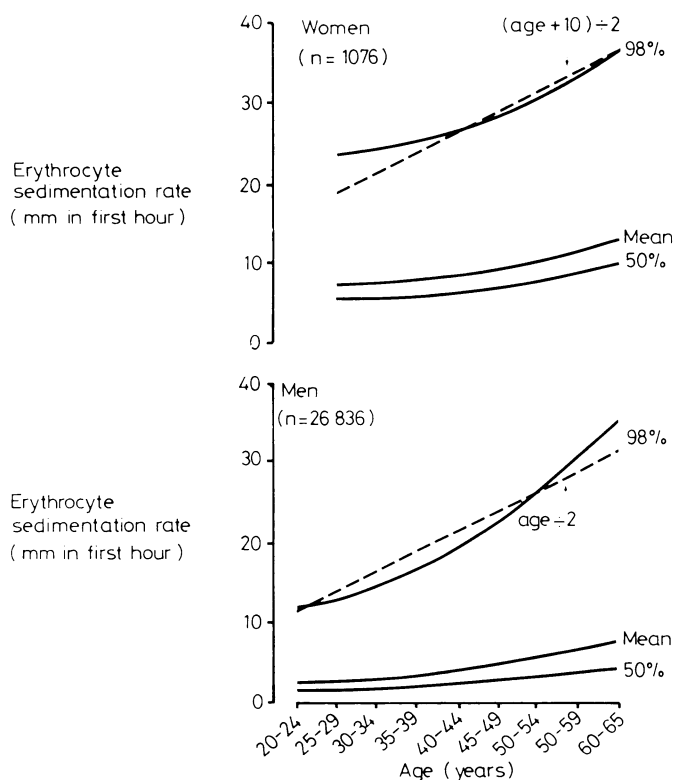 40
Women
(n = 1076)
(age + 10) ÷ 2
98%
30
Erythrocyte
sedimentation rate
(mm in first hour)
20
10
Mean
50%
0
40
Men
(n = 26 836)
98%
30
Erythrocyte
sedimentation rate
(mm in first hour)
20
age ÷ 2
10
Mean
50%
0
20–24
25–29
30–34
35–39
40–44
45–49
50–54
50–59
60–65
Age (years)